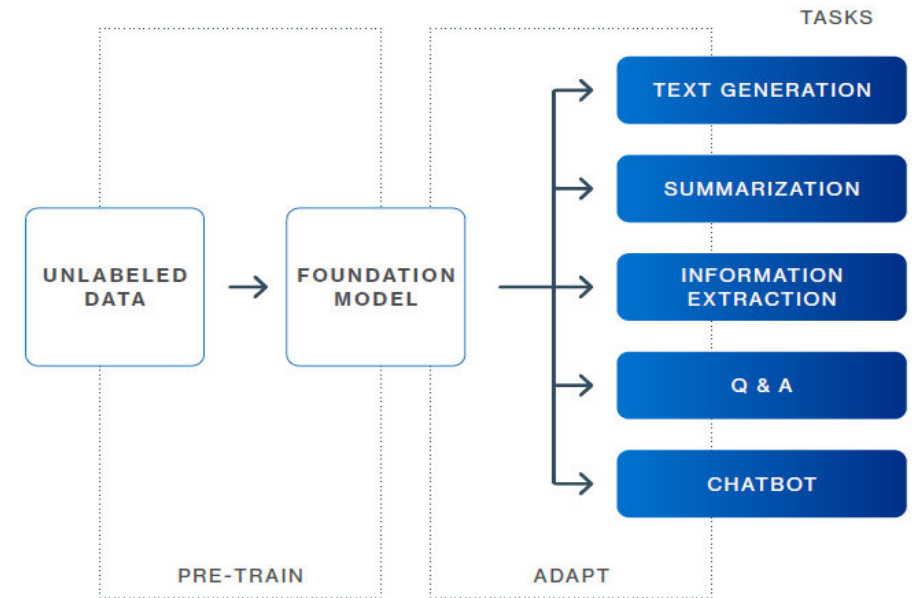 TASKS
TEXT GENERATION
SUMMARIZATION
UNLABELED
DATA
FOUNDATION
MODEL
INFORMATION
EXTRACTION
Q & A
CHATBOT
PRE-TRAIN
ADAPT